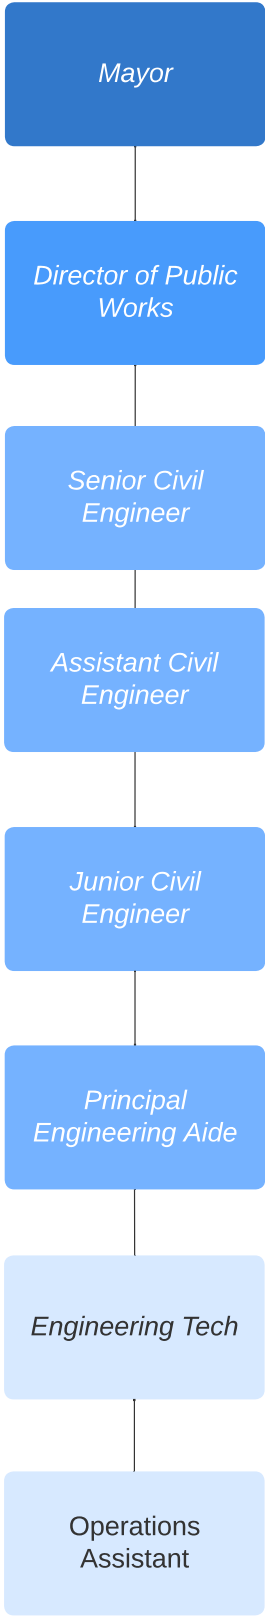 Mayor
Director of Public
Works
Senior Civil
Engineer
Assistant Civil
Engineer
Junior Civil
Engineer
Principal
Engineering Aide
Engineering Tech
Operations
Assistant